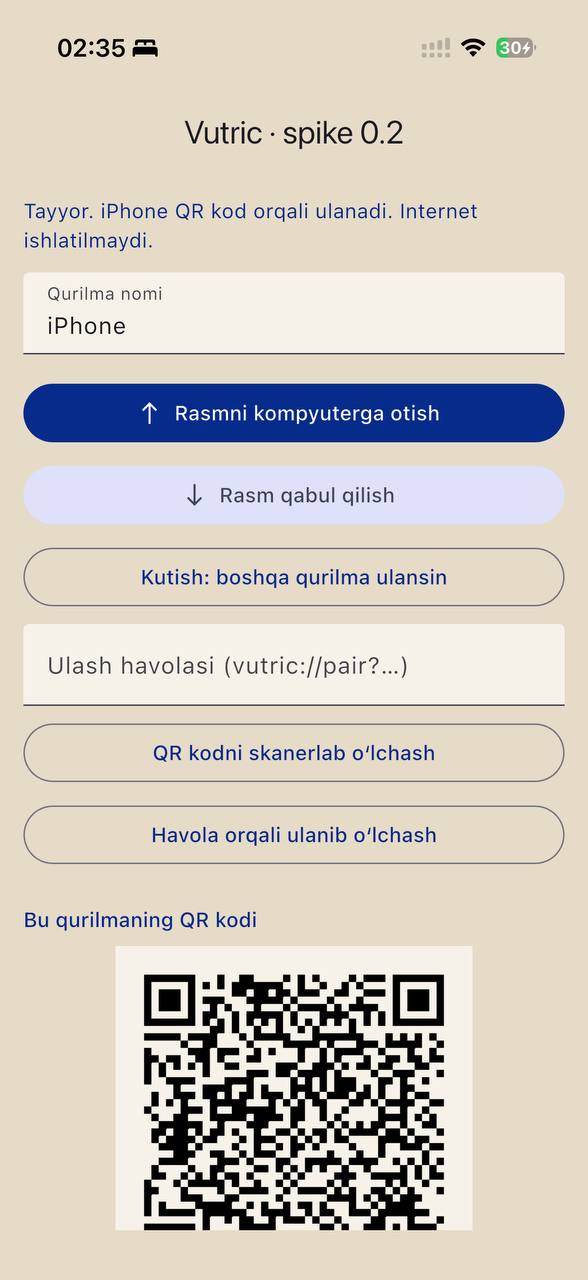 02:35
30
Vutric · spike 0.2
Tayyor. iPhone QR kod orqali ulanadi. Internet
ishlatilmaydi.
Qurilma nomi
iPhone
↑ Rasmni kompyuterga otish
↓ Rasm qabul qilish
Kutish: boshqa qurilma ulansin
Ulash havolasi (vutric://pair?...)
QR kodni skanerlab oʻlchash
Havola orqali ulanib oʻlchash
Bu qurilmaning QR kodi